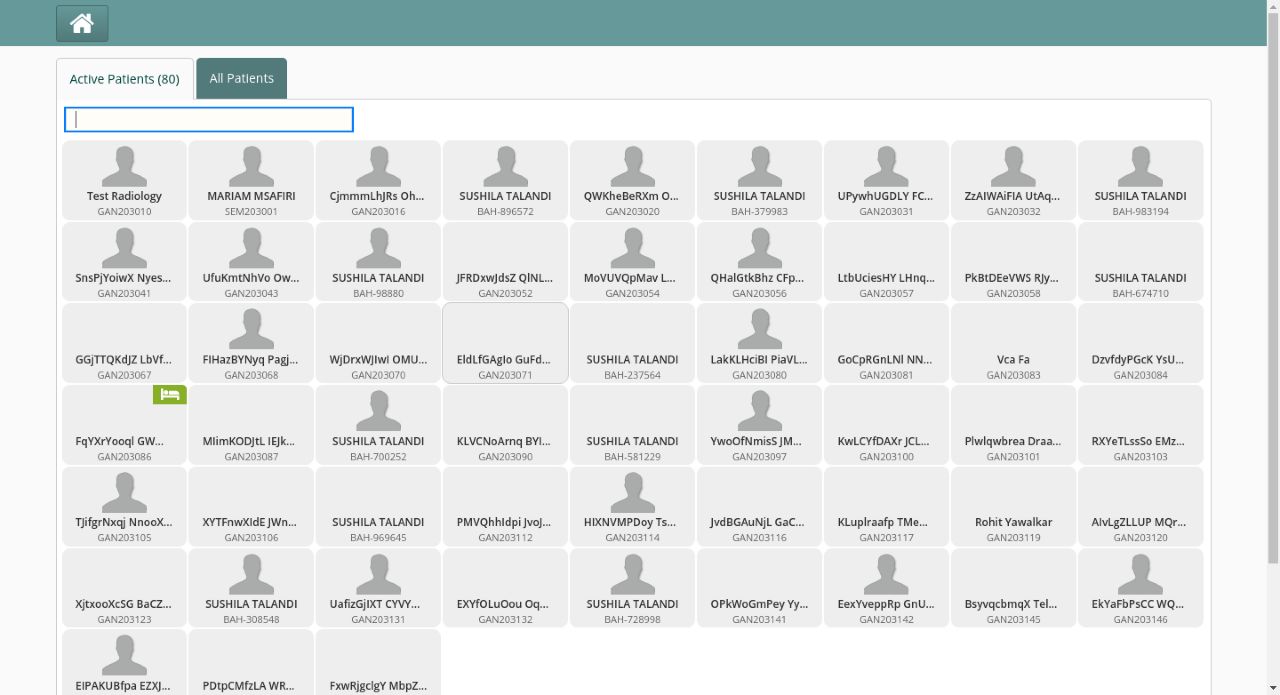 Active Patients (80)
All Patients
Test Radiology
GAN203010
MARIAM MSAFIRI
SEM203001
CjmmmLhJRs Oh...
GAN203016
SUSHILA TALANDI
BAH-896572
QWKheBeRXm O...
GAN203020
SUSHILA TALANDI
BAH-379983
UPywhUGDLY FC...
GAN203031
ZzAIWAiFIA UtAq...
GAN203032
SUSHILA TALANDI
BAH-983194
SnsPjYoiwX Nyes...
GAN203041
UfuKmtNhVo Ow...
GAN203043
SUSHILA TALANDI
BAH-98880
JFRDxwJdsZ QlNL...
GAN203052
MoVUVQpMav L...
GAN203054
QHalGtkBhz CFp...
GAN203056
LtbUciesHY LHnq...
GAN203057
PkBtDEeVWS RJy...
GAN203058
SUSHILA TALANDI
BAH-674710
GGjTTQKdJZ LbVf...
GAN203067
FIHazBYNyq Pagj...
GAN203068
WjDrxWJIwI OMU...
GAN203070
EldLfGAgIo GuFd...
GAN203071
SUSHILA TALANDI
BAH-237564
LakKLHciBI PiaVL...
GAN203080
GoCpRGnLNl NN...
GAN203081
Vca Fa
GAN203083
DzvfdyPGcK YsU...
GAN203084
FqYXrYooql GW...
GAN203086
MIimKODJtL IEJk...
GAN203087
SUSHILA TALANDI
BAH-700252
KLVCNoArnq BYI...
GAN203090
SUSHILA TALANDI
BAH-581229
YwoOfNmisS JM...
GAN203097
KwLCYfDAXr JCL...
GAN203100
Plwlqwbrea Draa...
GAN203101
RXYeTLssSo EMz...
GAN203103
TJifgrNxqj NnooX...
GAN203105
XYTFnwXIdE JWn...
GAN203106
SUSHILA TALANDI
BAH-969645
PMVQhhIdpi JvoJ...
GAN203112
HIXNVMPDoy Ts...
GAN203114
JvdBGAuNjL GaC...
GAN203116
KLuplraafp TMe...
GAN203117
Rohit Yawalkar
GAN203119
AIvLgZLLUP MQr...
GAN203120
XjtxooXcSG BaCZ...
GAN203123
SUSHILA TALANDI
BAH-308548
UafizGjIXT CYVY...
GAN203131
EXYfOLuOou Oq...
GAN203132
SUSHILA TALANDI
BAH-728998
OPkWoGmPey Yy...
GAN203141
EexYveppRp GnU...
GAN203142
BsyvqcbmqX Tel...
GAN203145
EkYaFbPsCC WQ...
GAN203146
EIPAKUBfpa EZXJ...
PDtpCMfzLA WR...
FxwRjgclgY MbpZ...